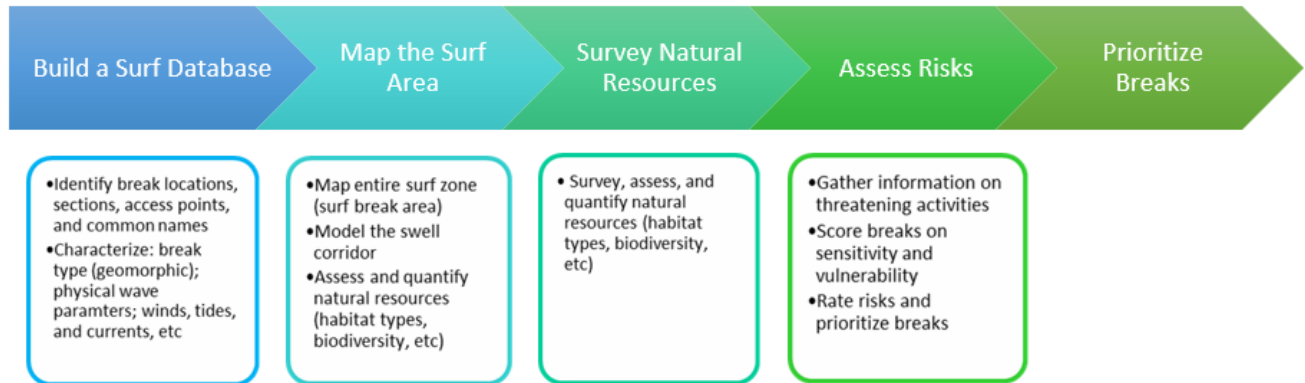 Build a Surf Database
Map the Surf
Area
Survey Natural
Resources
Assess Risks
Prioritize
Breaks
•Identify break locations,
sections, access points,
and common names
•Characterize: break
type (geomorphic);
physical wave
paramters; winds, tides,
and currents, etc
•Map entire surf zone
(surf break area)
•Model the swell
corridor
•Assess and quantify
natural resources
(habitat types,
biodiversity, etc)
• Survey, assess, and
quantify natural
resources (habitat
types, biodiversity,
etc)
•Gather information on
threatening activities
•Score breaks on
sensitivity and
vulnerability
•Rate risks and
prioritize breaks